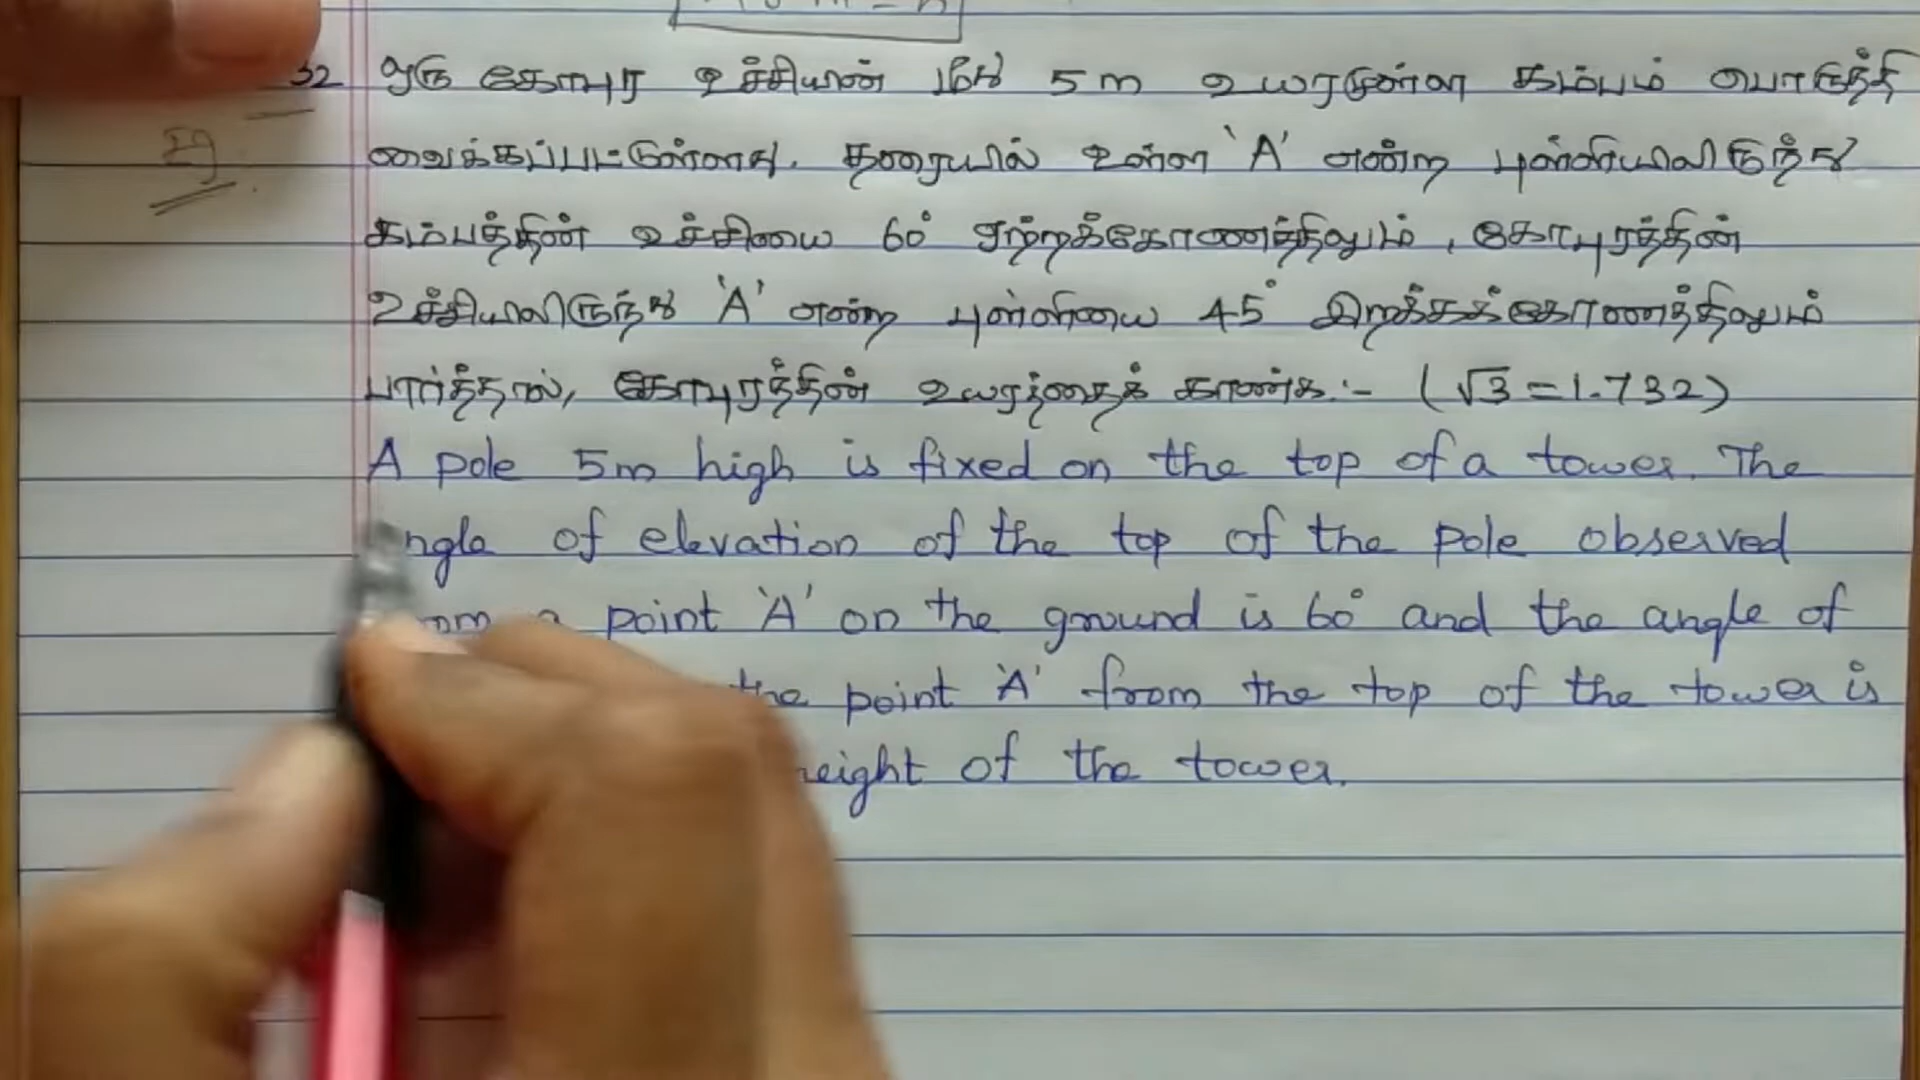 32 ஒரு கோபுர உச்சியின் மீது 5 m உயரமுள்ள கம்பம் பொருத்தி
வைக்கப்பட்டுள்ளது. தரையில் உள்ள 'A' என்ற புள்ளியிலிருந்து
கம்பத்தின் உச்சியை 60° ஏற்றக்கோணத்திலும், கோபுரத்தின்
உச்சியிலிருந்து 'A' என்ற புள்ளியை 45° இறக்கக்கோணத்திலும்
பார்த்தால், கோபுரத்தின் உயரத்தைக் காண்க:- (√3 = 1.732)
A pole 5m high is fixed on the top of a tower. The
ngle of elevation of the top of the pole observed
om a point 'A' on the ground is 60° and the angle of
the point 'A' from the top of the tower is
height of the tower.